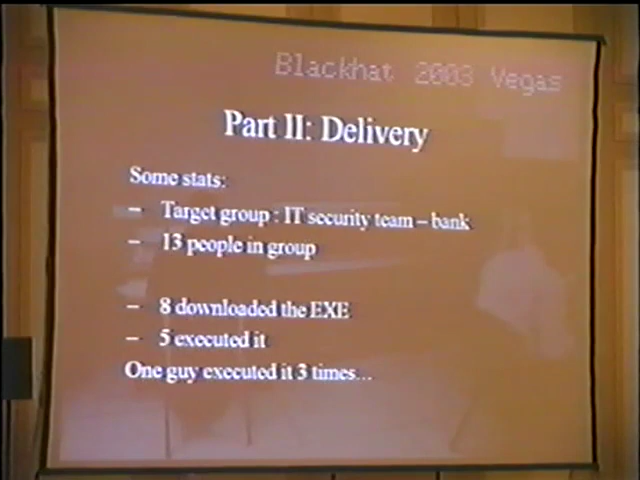 Blackhat 2003 Vegas
Part II: Delivery
Some stats:
– Target group : IT security team – bank
– 13 people in group
– 8 downloaded the EXE
– 5 executed it
One guy executed it 3 times...